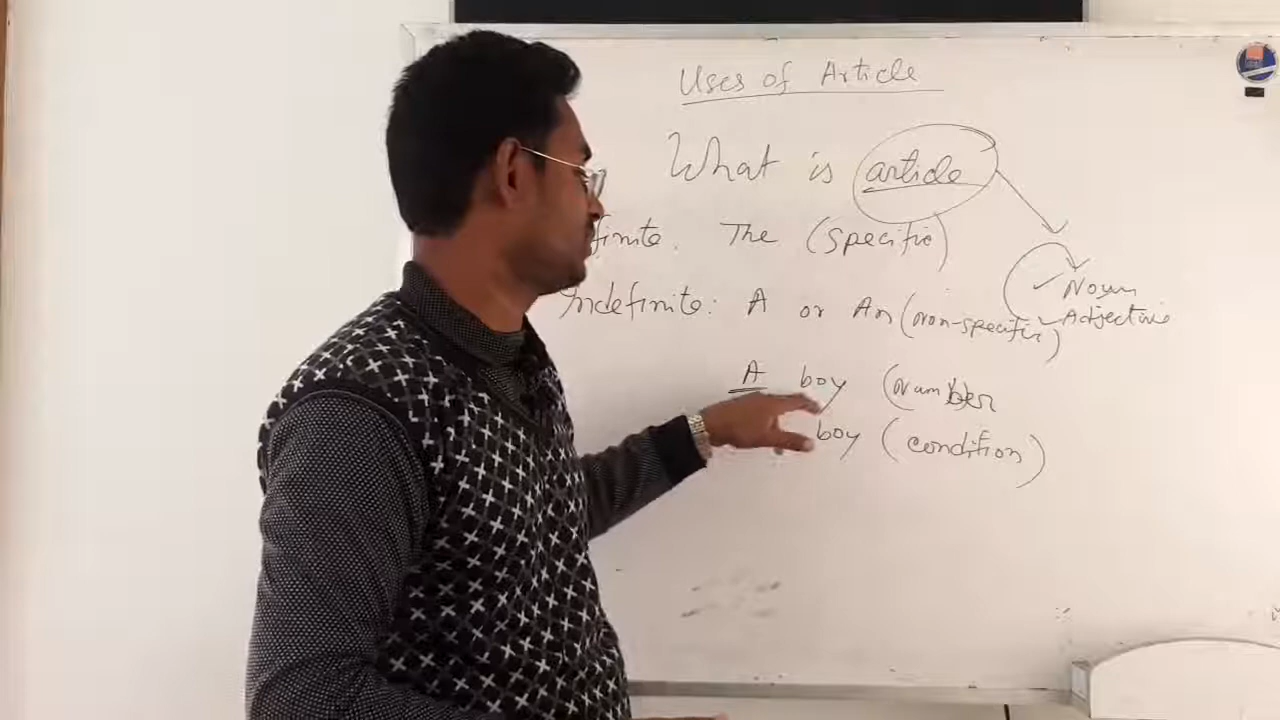 Uses of Article
What is article
finite. The (specific)
Indefinite: A or An (non-specific)
Noun
Adjective
A boy (Number
boy (condition)